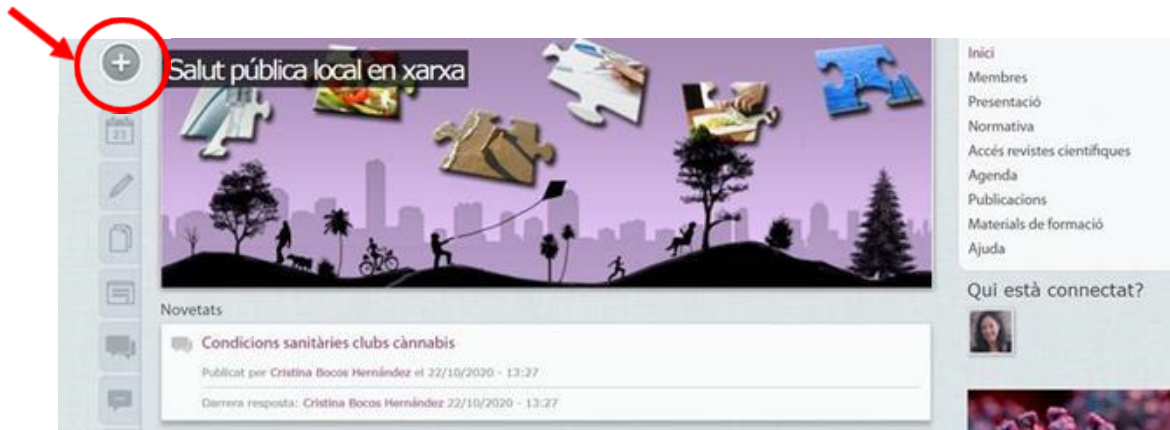 Salut pública local en xarxa
23
Novetats
Condicions sanitàries clubs cànnabis
Publicat per Cristina Bocos Hernández el 22/10/2020 - 13:27
Darrera resposta: Cristina Bocos Hernández 22/10/2020 - 13:27
Inici
Membres
Presentació
Normativa
Accés revistes científiques
Agenda
Publicacions
Materials de formació
Ajuda
Qui està connectat?